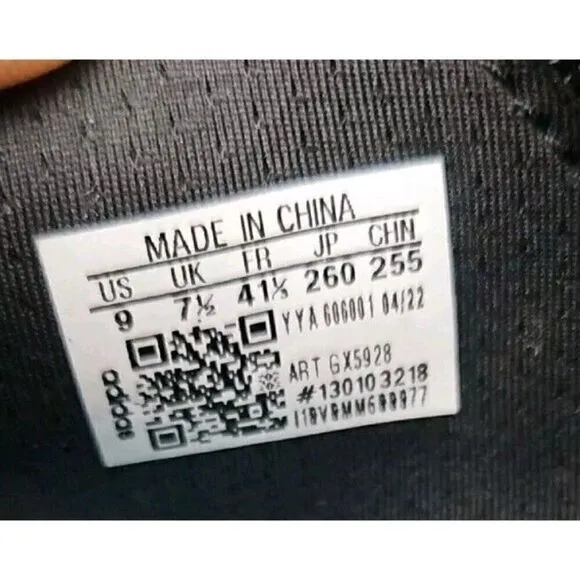 MADE IN CHINA
US UK FR JP CHN
9 7½ 41⅓ 260 255
YYA 606001 04/22
ART GX5928
#130103218
adidas